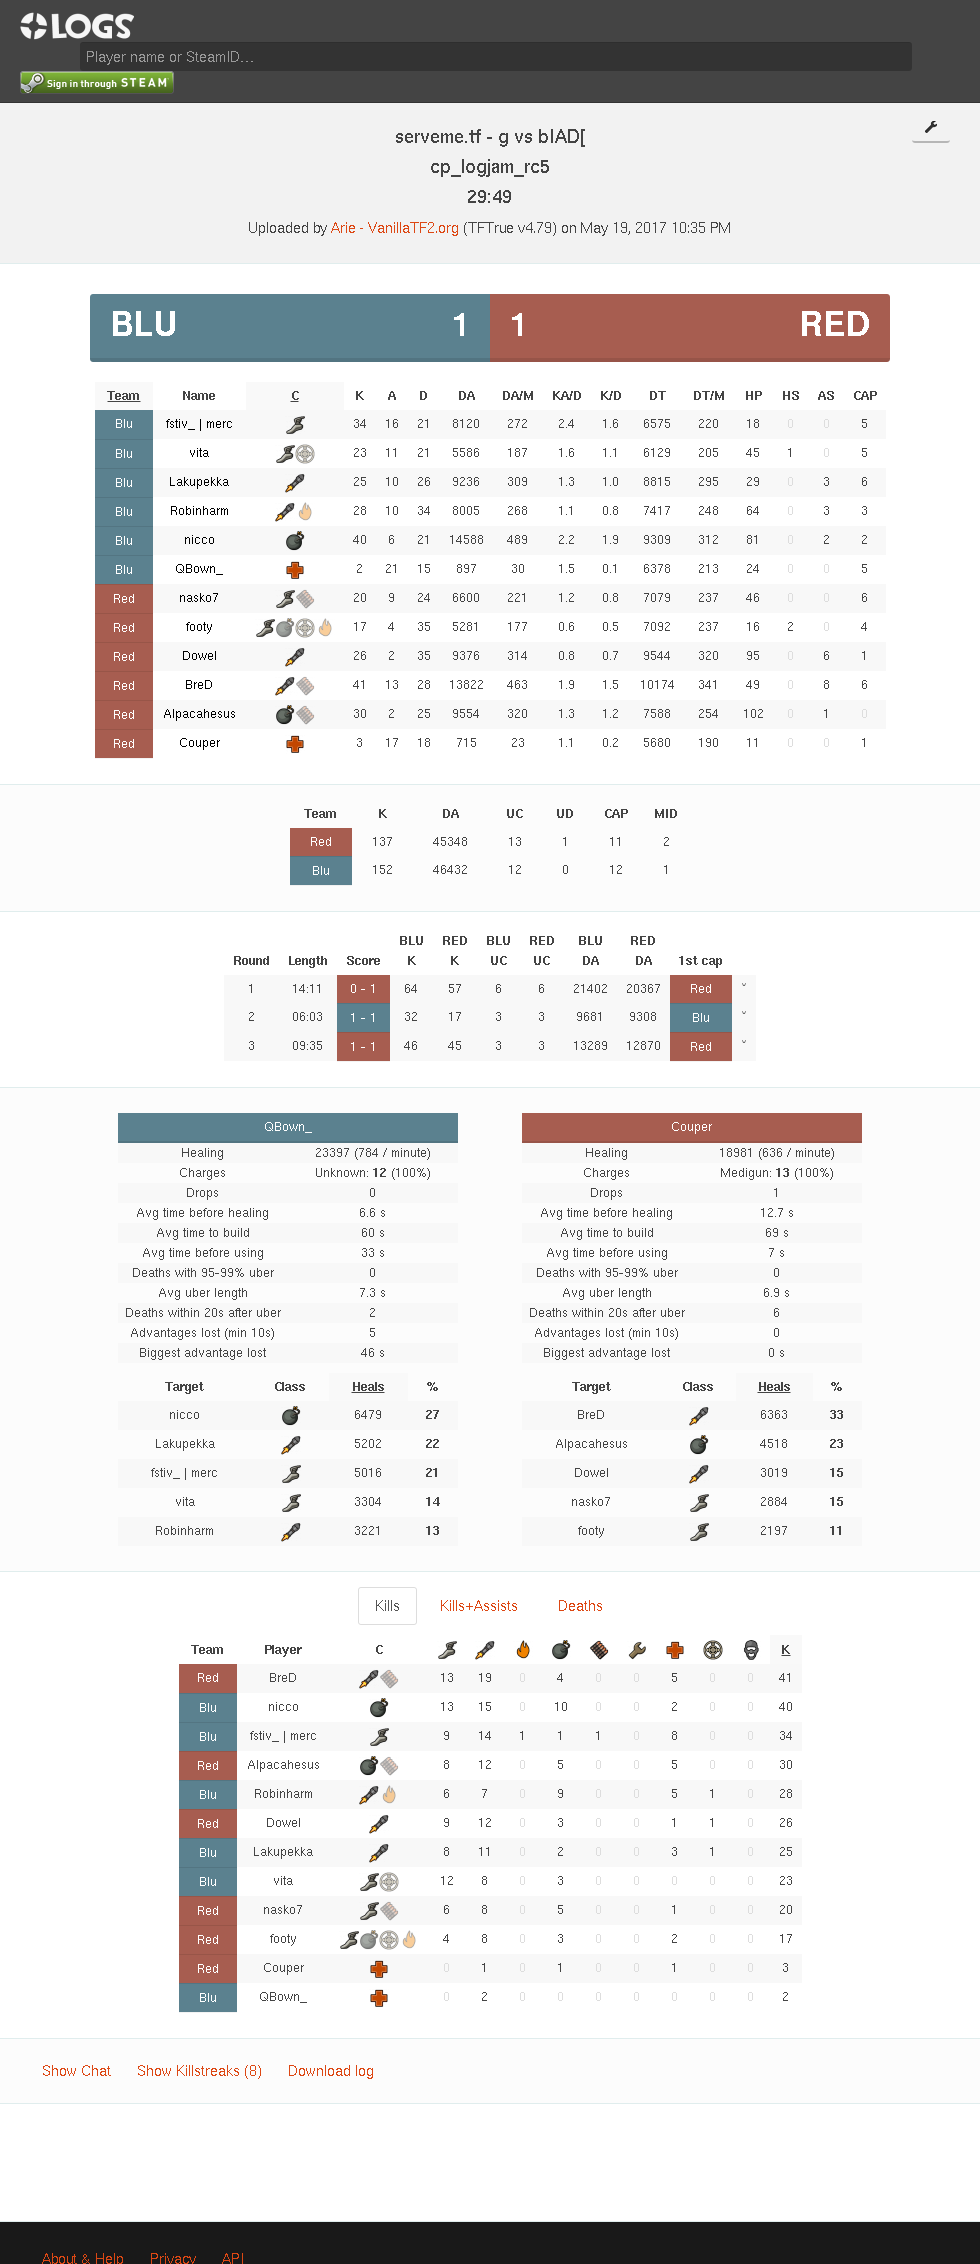 LOGS
Player name or SteamID...
Sign in through STEAM
serveme.tf - g vs bIAD[
cp_logjam_rc5
29:49
Uploaded by Arie - VanillaTF2.org (TFTrue v4.79) on May 19, 2017 10:35 PM
BLU 1 1 RED
Team Name C K A D DA DA/M KA/D K/D DT DT/M HP HS AS CAP
Blu fstiv_ | merc 34 16 21 8120 272 2.4 1.6 6575 220 18 0 0 5
Blu vita 23 11 21 5586 187 1.6 1.1 6129 205 45 1 0 5
Blu Lakupekka 25 10 26 9236 309 1.3 1.0 8815 295 29 0 3 6
Blu Robinharm 28 10 34 8005 268 1.1 0.8 7417 248 64 0 3 3
Blu nicco 40 6 21 14588 489 2.2 1.9 9309 312 81 0 2 2
Blu QBown_ 2 21 15 897 30 1.5 0.1 6378 213 24 0 0 5
Red nasko7 20 9 24 6600 221 1.2 0.8 7079 237 46 0 0 6
Red footy 17 4 35 5281 177 0.6 0.5 7092 237 16 2 0 4
Red Dowel 26 2 35 9376 314 0.8 0.7 9544 320 95 0 6 1
Red BreD 41 13 28 13822 463 1.9 1.5 10174 341 49 0 8 6
Red Alpacahesus 30 2 25 9554 320 1.3 1.2 7588 254 102 0 1 0
Red Couper 3 17 18 715 23 1.1 0.2 5680 190 11 0 0 1
Team K DA UC UD CAP MID
Red 137 45348 13 1 11 2
Blu 152 46432 12 0 12 1
BLU RED BLU RED BLU RED
Round Length Score K K UC UC DA DA 1st cap
1 14:11 0 - 1 64 57 6 6 21402 20367 Red
2 06:03 1 - 1 32 17 3 3 9681 9308 Blu
3 09:35 1 - 1 46 45 3 3 13289 12870 Red
QBown_ Couper
Healing 23397 (784 / minute) Healing 18981 (636 / minute)
Charges Unknown: 12 (100%) Charges Medigun: 13 (100%)
Drops 0 Drops 1
Avg time before healing 6.6 s Avg time before healing 12.7 s
Avg time to build 60 s Avg time to build 69 s
Avg time before using 33 s Avg time before using 7 s
Deaths with 95-99% uber 0 Deaths with 95-99% uber 0
Avg uber length 7.3 s Avg uber length 6.9 s
Deaths within 20s after uber 2 Deaths within 20s after uber 6
Advantages lost (min 10s) 5 Advantages lost (min 10s) 0
Biggest advantage lost 46 s Biggest advantage lost 0 s
Target Class Heals % Target Class Heals %
nicco 6479 27 BreD 6363 33
Lakupekka 5202 22 Alpacahesus 4518 23
fstiv_ | merc 5016 21 Dowel 3019 15
vita 3304 14 nasko7 2884 15
Robinharm 3221 13 footy 2197 11
Kills Kills+Assists Deaths
Team Player C K
Red BreD 13 19 0 4 0 0 5 0 0 41
Blu nicco 13 15 0 10 0 0 2 0 0 40
Blu fstiv_ | merc 9 14 1 1 1 0 8 0 0 34
Red Alpacahesus 8 12 0 5 0 0 5 0 0 30
Blu Robinharm 6 7 0 9 0 0 5 1 0 28
Red Dowel 9 12 0 3 0 0 1 1 0 26
Blu Lakupekka 8 11 0 2 0 0 3 1 0 25
Blu vita 12 8 0 3 0 0 0 0 0 23
Red nasko7 6 8 0 5 0 0 1 0 0 20
Red footy 4 8 0 3 0 0 2 0 0 17
Red Couper 0 1 0 1 0 0 1 0 0 3
Blu QBown_ 0 2 0 0 0 0 0 0 0 2
Show Chat Show Killstreaks (8) Download log
About & Help Privacy API